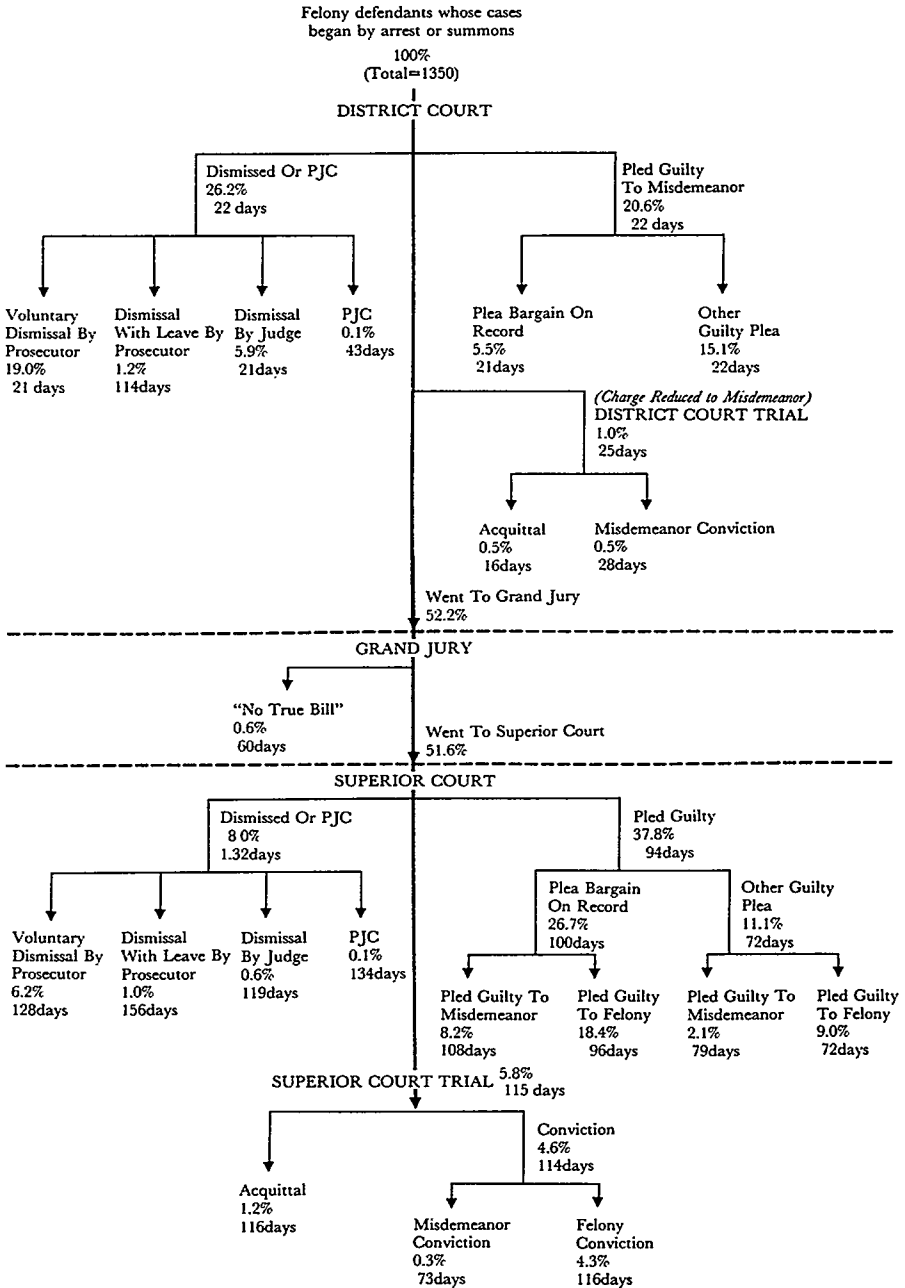 Felony defendants whose cases
began by arrest or summons
100%
(Total=1350)
DISTRICT COURT
Dismissed Or PJC
26.2%
22 days
Pled Guilty
To Misdemeanor
20.6%
22 days
Voluntary
Dismissal By
Prosecutor
19.0%
21 days
Dismissal
With Leave By
Prosecutor
1.2%
114days
Dismissal
By Judge
5.9%
21days
PJC
0.1%
43days
Plea Bargain On
Record
5.5%
21days
Other
Guilty Plea
15.1%
22days
(Charge Reduced to Misdemeanor)
DISTRICT COURT TRIAL
1.0%
25days
Acquittal
0.5%
16days
Misdemeanor Conviction
0.5%
28days
Went To Grand Jury
52.2%
GRAND JURY
"No True Bill"
0.6%
60days
Went To Superior Court
51.6%
SUPERIOR COURT
Dismissed Or PJC
8 0%
1.32days
Pled Guilty
37.8%
94days
Plea Bargain
On Record
26.7%
100days
Other Guilty
Plea
11.1%
72days
Voluntary
Dismissal By
Prosecutor
6.2%
128days
Dismissal
With Leave By
Prosecutor
1.0%
156days
Dismissal
By Judge
0.6%
119days
PJC
0.1%
134days
Pled Guilty To
Misdemeanor
8.2%
108days
Pled Guilty
To Felony
18.4%
96days
Pled Guilty To
Misdemeanor
2.1%
79days
Pled Guilty
To Felony
9.0%
72days
SUPERIOR COURT TRIAL 5.8%
115 days
Acquittal
1.2%
116days
Conviction
4.6%
114days
Misdemeanor
Conviction
0.3%
73days
Felony
Conviction
4.3%
116days